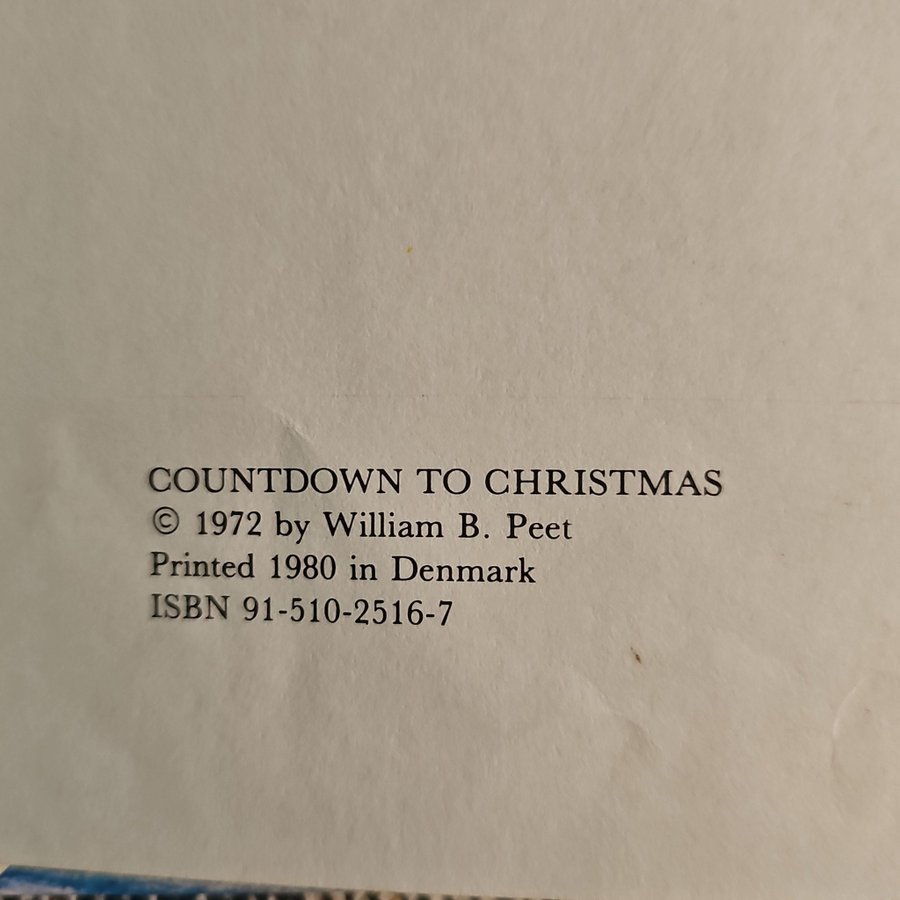 COUNTDOWN TO CHRISTMAS
© 1972 by William B. Peet
Printed 1980 in Denmark
ISBN 91-510-2516-7